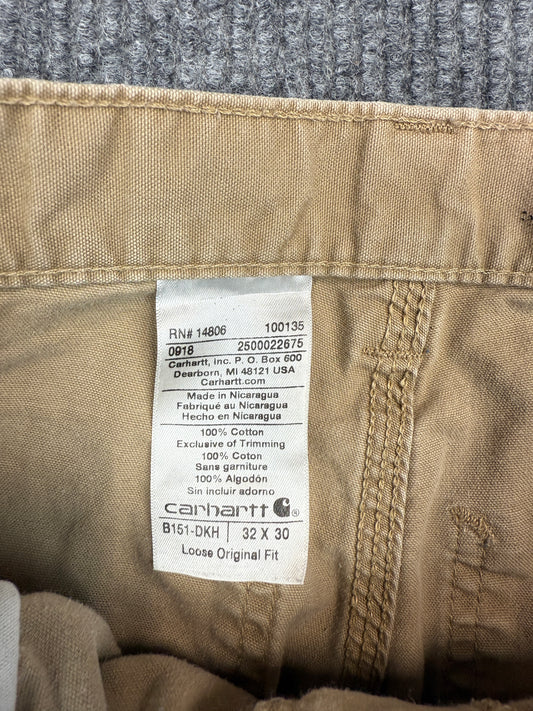 RN# 14806 100135
0918 2500022675
Carhartt, inc. P. O. Box 600
Dearborn, MI 48121 USA
Carhartt.com
Made in Nicaragua
Fabriqué au Nicaragua
Hecho en Nicaragua
100% Cotton
Exclusive of Trimming
100% Coton
Sans garniture
100% Algodón
Sin incluir adorno
carhartt ®
B151-DKH 32 X 30
Loose Original Fit